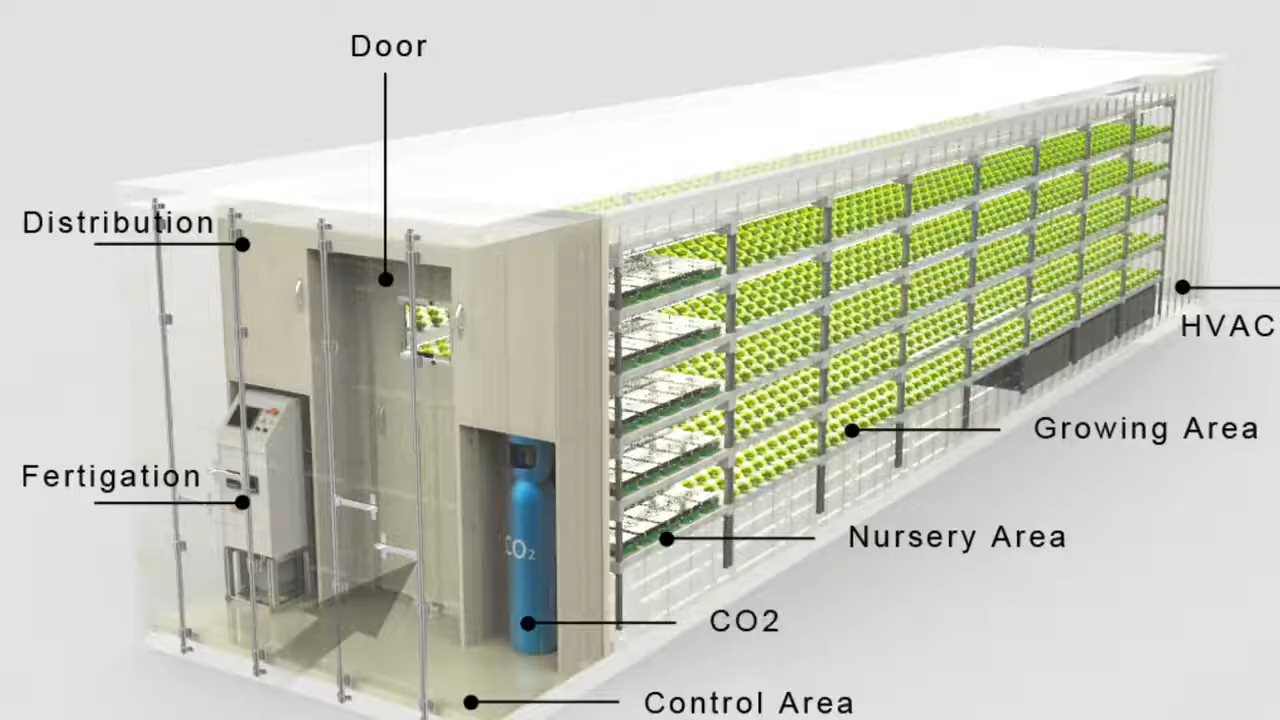 Door
Distribution
HVAC
Growing Area
Fertigation
Nursery Area
CO2
CO2
Control Area